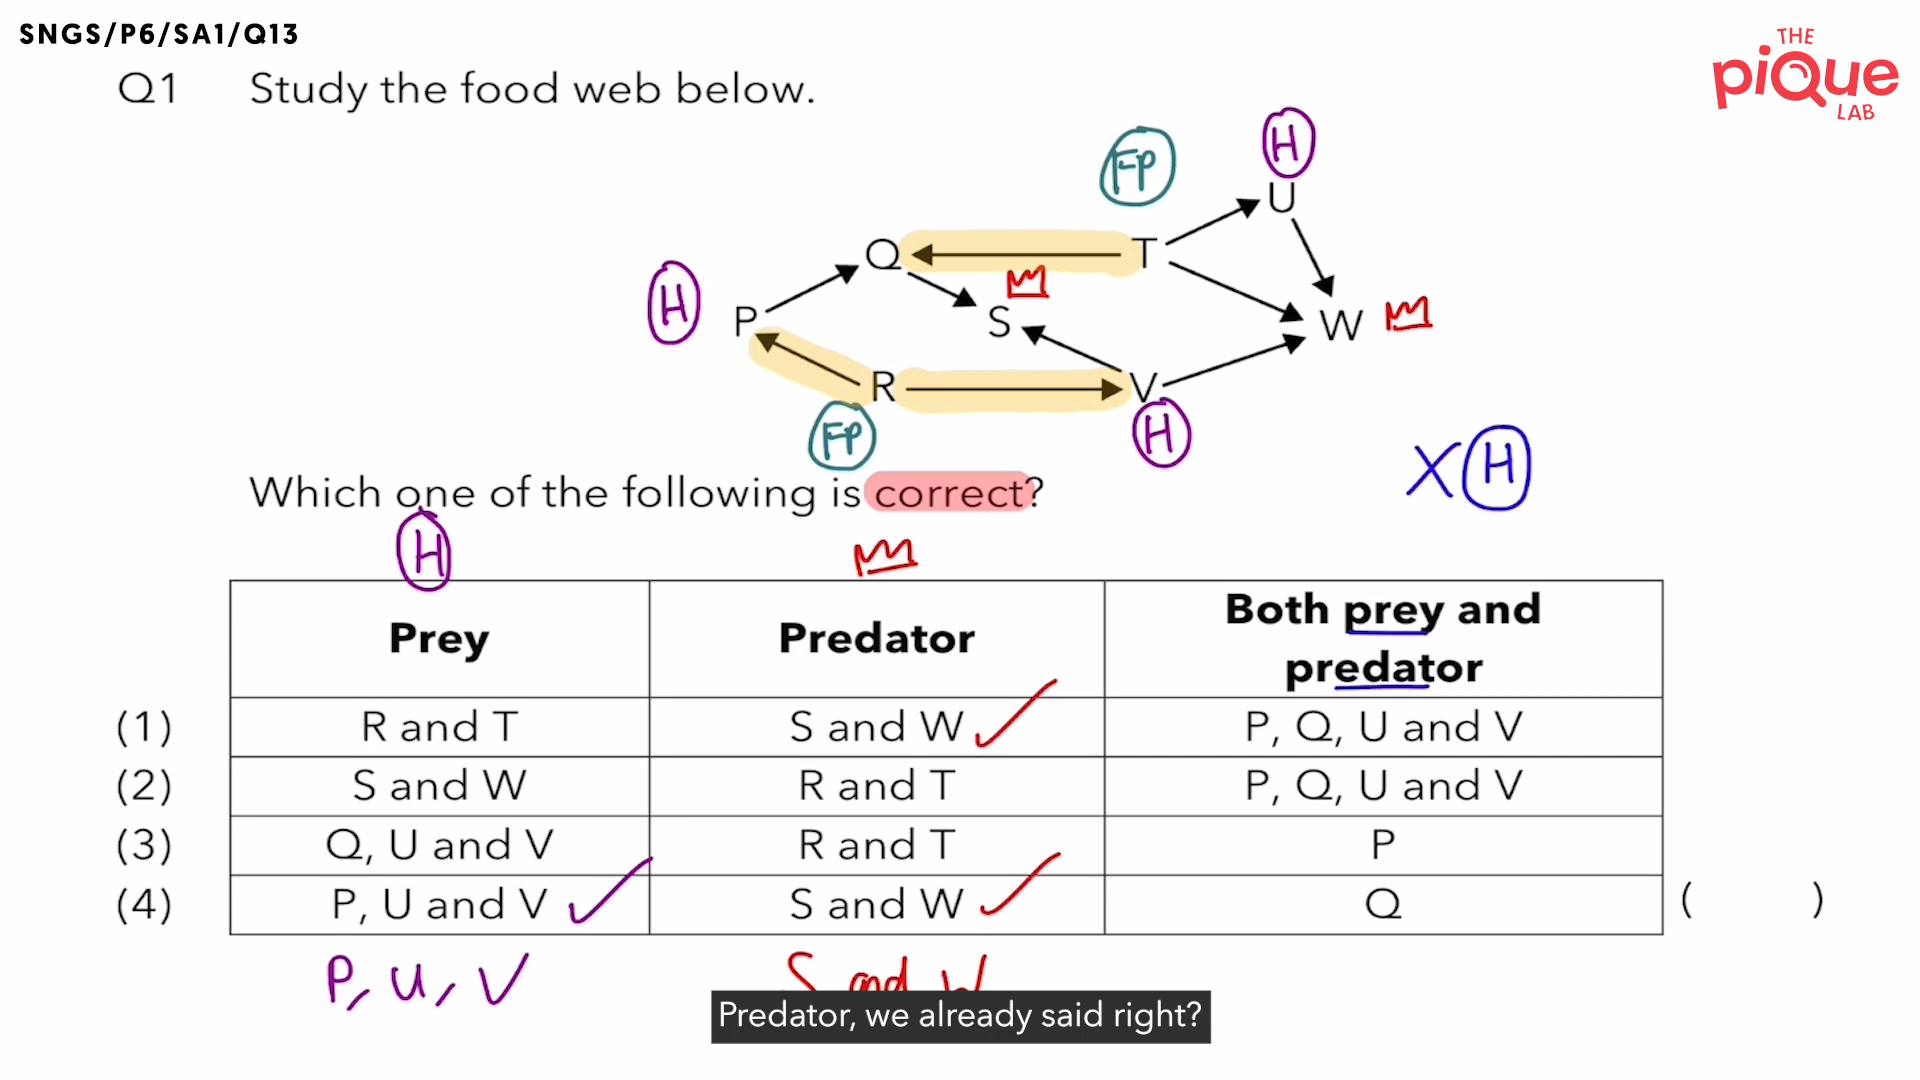 SNGS/P6/SA1/Q13
THE
piQue
LAB
Q1 Study the food web below.
H
FP
U
Q T
H
P S W
R V
FP H
X H
Which one of the following is correct?
H
Prey Predator Both prey and
predator
(1) R and T S and W P, Q, U and V
(2) S and W R and T P, Q, U and V
(3) Q, U and V R and T P
(4) P, U and V S and W Q ( )
P, U, V S and W
Predator, we already said right?